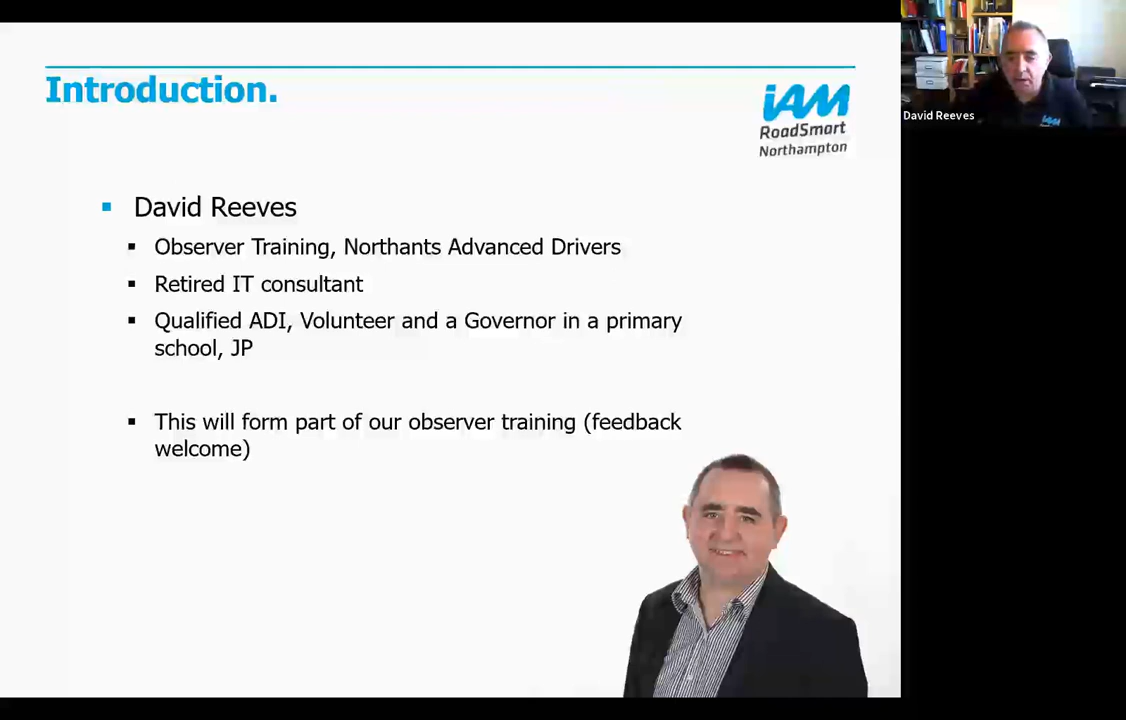 Introduction.
iAM
RoadSmart
Northampton
David Reeves
Observer Training, Northants Advanced Drivers
Retired IT consultant
Qualified ADI, Volunteer and a Governor in a primary
school, JP
This will form part of our observer training (feedback
welcome)
iAM
David Reeves